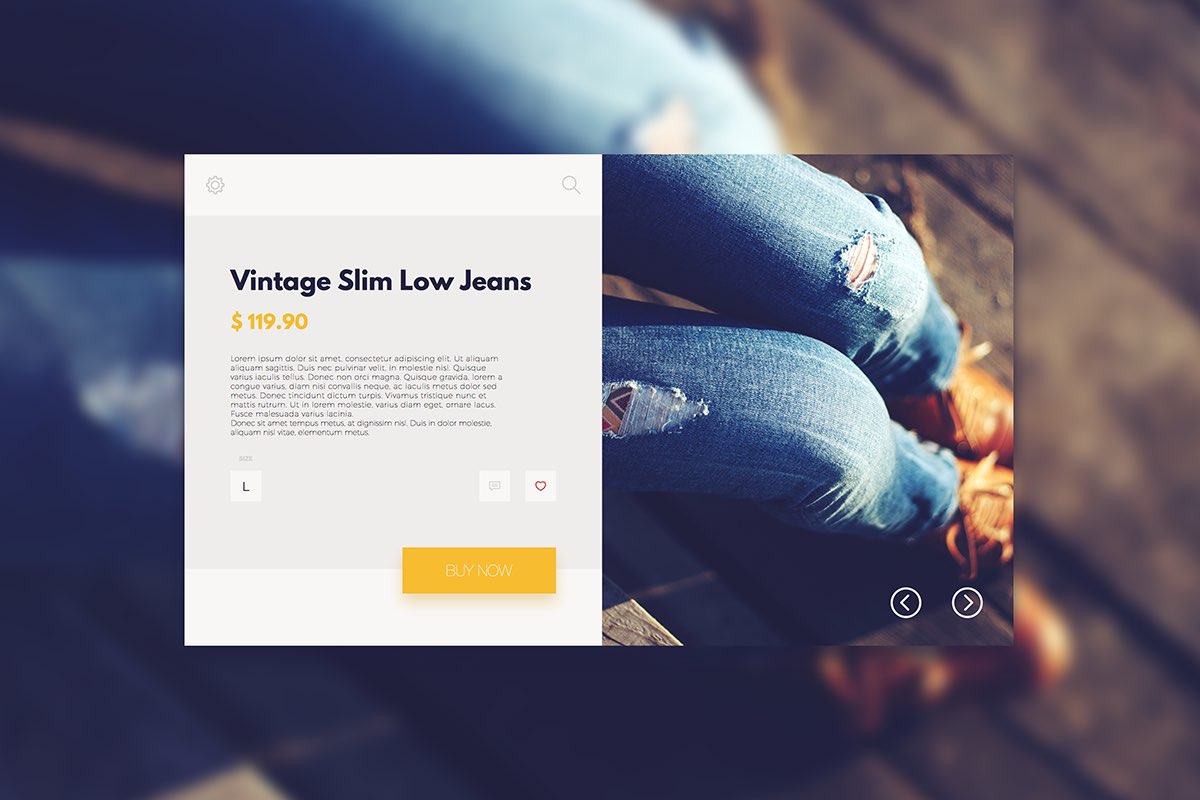 Vintage Slim Low Jeans
$ 119.90
Lorem ipsum dolor sit amet, consectetur adipiscing elit. Ut aliquam
aliquam sagittis. Duis nec pulvinar velit, in molestie nisl. Quisque
varius iaculis tellus. Donec non orci magna. Quisque gravida, lorem a
congue varius, diam nisi convallis neque, ac iaculis metus dolor sed
metus. Donec tincidunt dictum turpis. Vivamus tristique nunc et
mattis rutrum. Ut in lorem molestie, varius diam eget, ornare lacus.
Fusce malesuada varius lacinia.
Donec sit amet tempus metus, at dignissim nisl. Duis in dolor molestie,
aliquam nisl vitae, elementum metus.
SIZE
L
BUY NOW